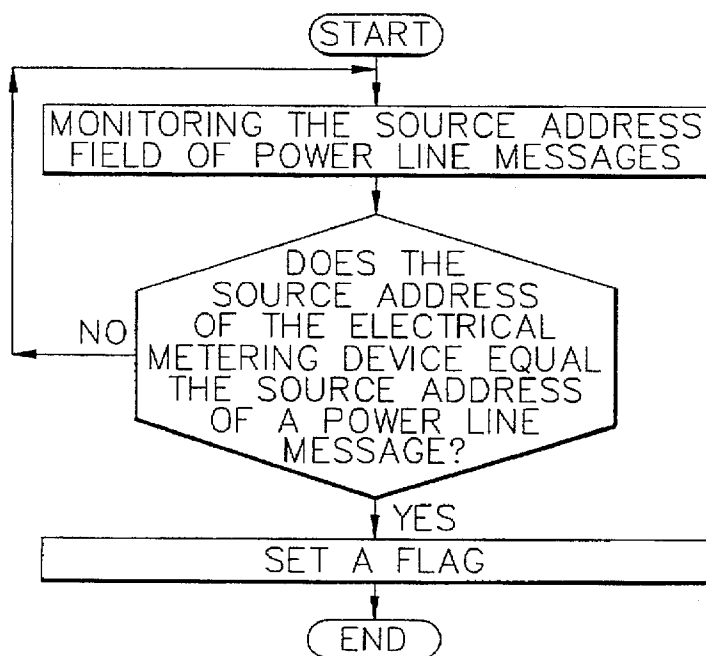 START
MONITORING THE SOURCE ADDRESS
FIELD OF POWER LINE MESSAGES
DOES THE
SOURCE ADDRESS
OF THE ELECTRICAL
METERING DEVICE EQUAL
THE SOURCE ADDRESS
OF A POWER LINE
MESSAGE?
NO
YES
SET A FLAG
END